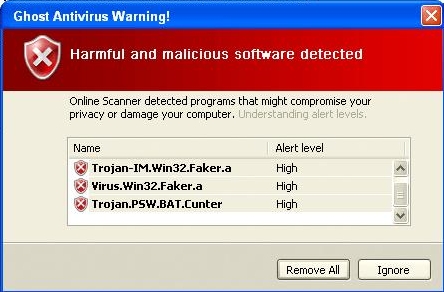 Ghost Antivirus Warning!
Harmful and malicious software detected
Online Scanner detected programs that might compromise your
privacy or damage your computer. Understanding alert levels.
Name Alert level
Trojan-IM.Win32.Faker.a High
Virus.Win32.Faker.a High
Trojan.PSW.BAT.Cunter High
Remove All Ignore